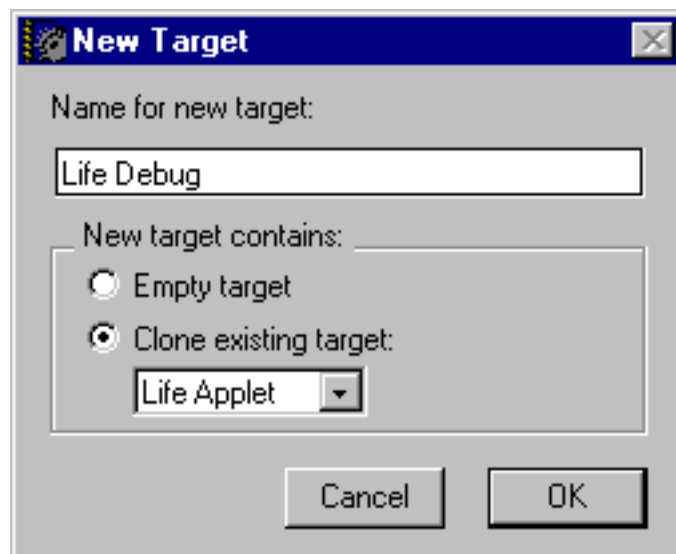 New Target
Name for new target:
Life Debug
New target contains:
Empty target
Clone existing target:
Life Applet
Cancel OK